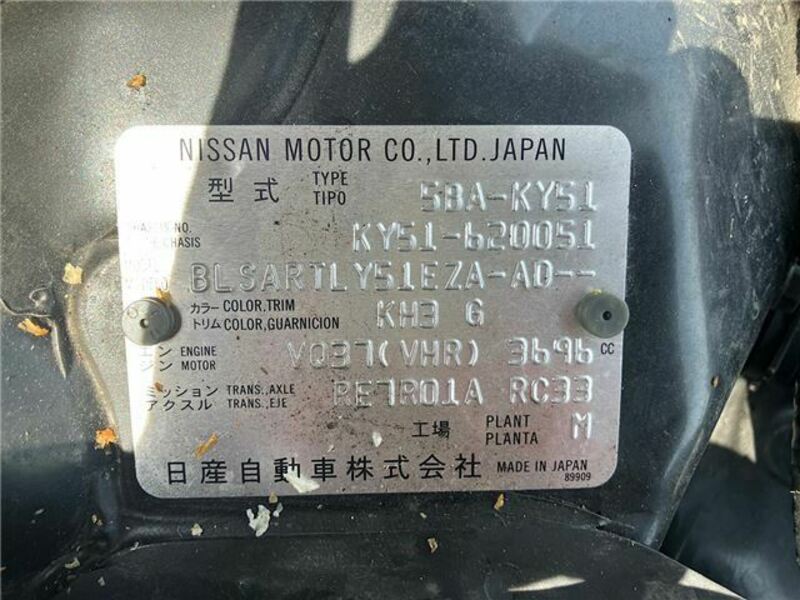 NISSAN MOTOR CO.,LTD.JAPAN
型式 TYPE TIPO 5BA-KY51
CHASIS KY51-620051
BLSARTLY51EZA-AD--
カラー COLOR,TRIM
トリム COLOR,GUARNICION KH3 G
エン ENGINE
ジン MOTOR VQ37(VHR) 3696 CC
ミッション TRANS.,AXLE
アクスル TRANS.,EJE RE7R01A RC33
工場 PLANT PLANTA M
日産自動車株式会社 MADE IN JAPAN
89909